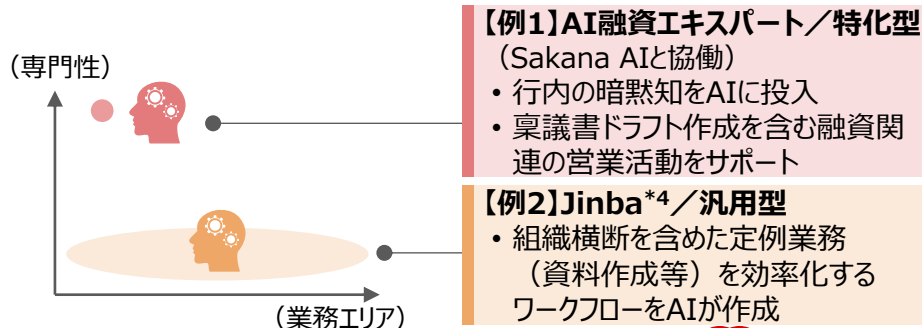 【例1】AI融資エキスパート／特化型
（Sakana AIと協働）
• 行内の暗黙知をAIに投入
• 稟議書ドラフト作成を含む融資関
連の営業活動をサポート
【例2】Jinba*4／汎用型
• 組織横断を含めた定例業務
（資料作成等）を効率化する
ワークフローをAIが作成
（専門性）
（業務エリア）